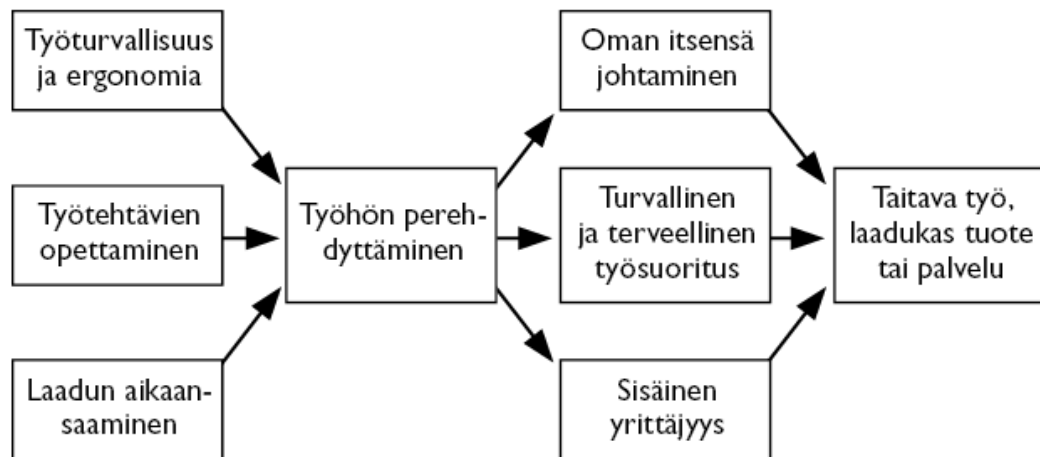 Työturvallisuus
ja ergonomia
Työtehtävien
opettaminen
Laadun aikaan-
saaminen
Työhön pereh-
dyttäminen
Oman itsensä
johtaminen
Turvallinen
ja terveellinen
työsuoritus
Sisäinen
yrittäjyys
Taitava työ,
laadukas tuote
tai palvelu